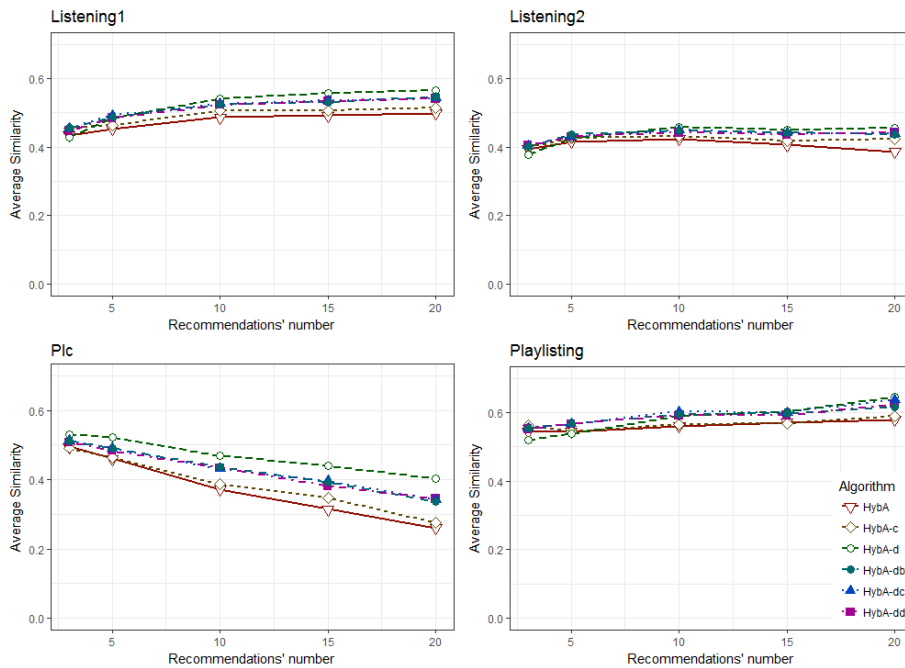 Listening1
Average Similarity
0.6
0.4
0.2
0.0
5
10
15
20
Recommendations' number
Listening2
Average Similarity
0.6
0.4
0.2
0.0
5
10
15
20
Recommendations' number
Plc
Average Similarity
0.6
0.4
0.2
0.0
5
10
15
20
Recommendations' number
Playlisting
Average Similarity
0.6
0.4
0.2
0.0
5
10
15
20
Recommendations' number
Algorithm
HybA
HybA-c
HybA-d
HybA-db
HybA-dc
HybA-dd